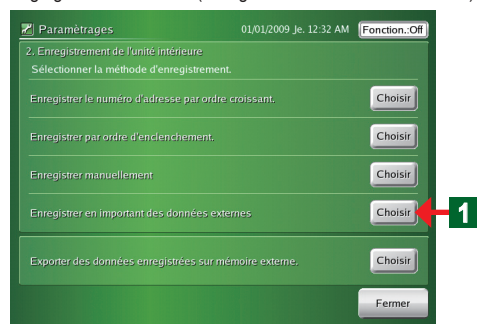 Paramètrages 01/01/2009 Je. 12:32 AM Fonction.:Off
2. Enregistrement de l'unité intérieure
Sélectionner la méthode d'enregistrement.
Enregistrer le numéro d'adresse par ordre croissant. Choisir
Enregistrer par ordre d'enclenchement. Choisir
Enregistrer manuellement Choisir
Enregistrer en important des données externes Choisir 1
Exporter des données enregistrées sur mémoire externe. Choisir
Fermer